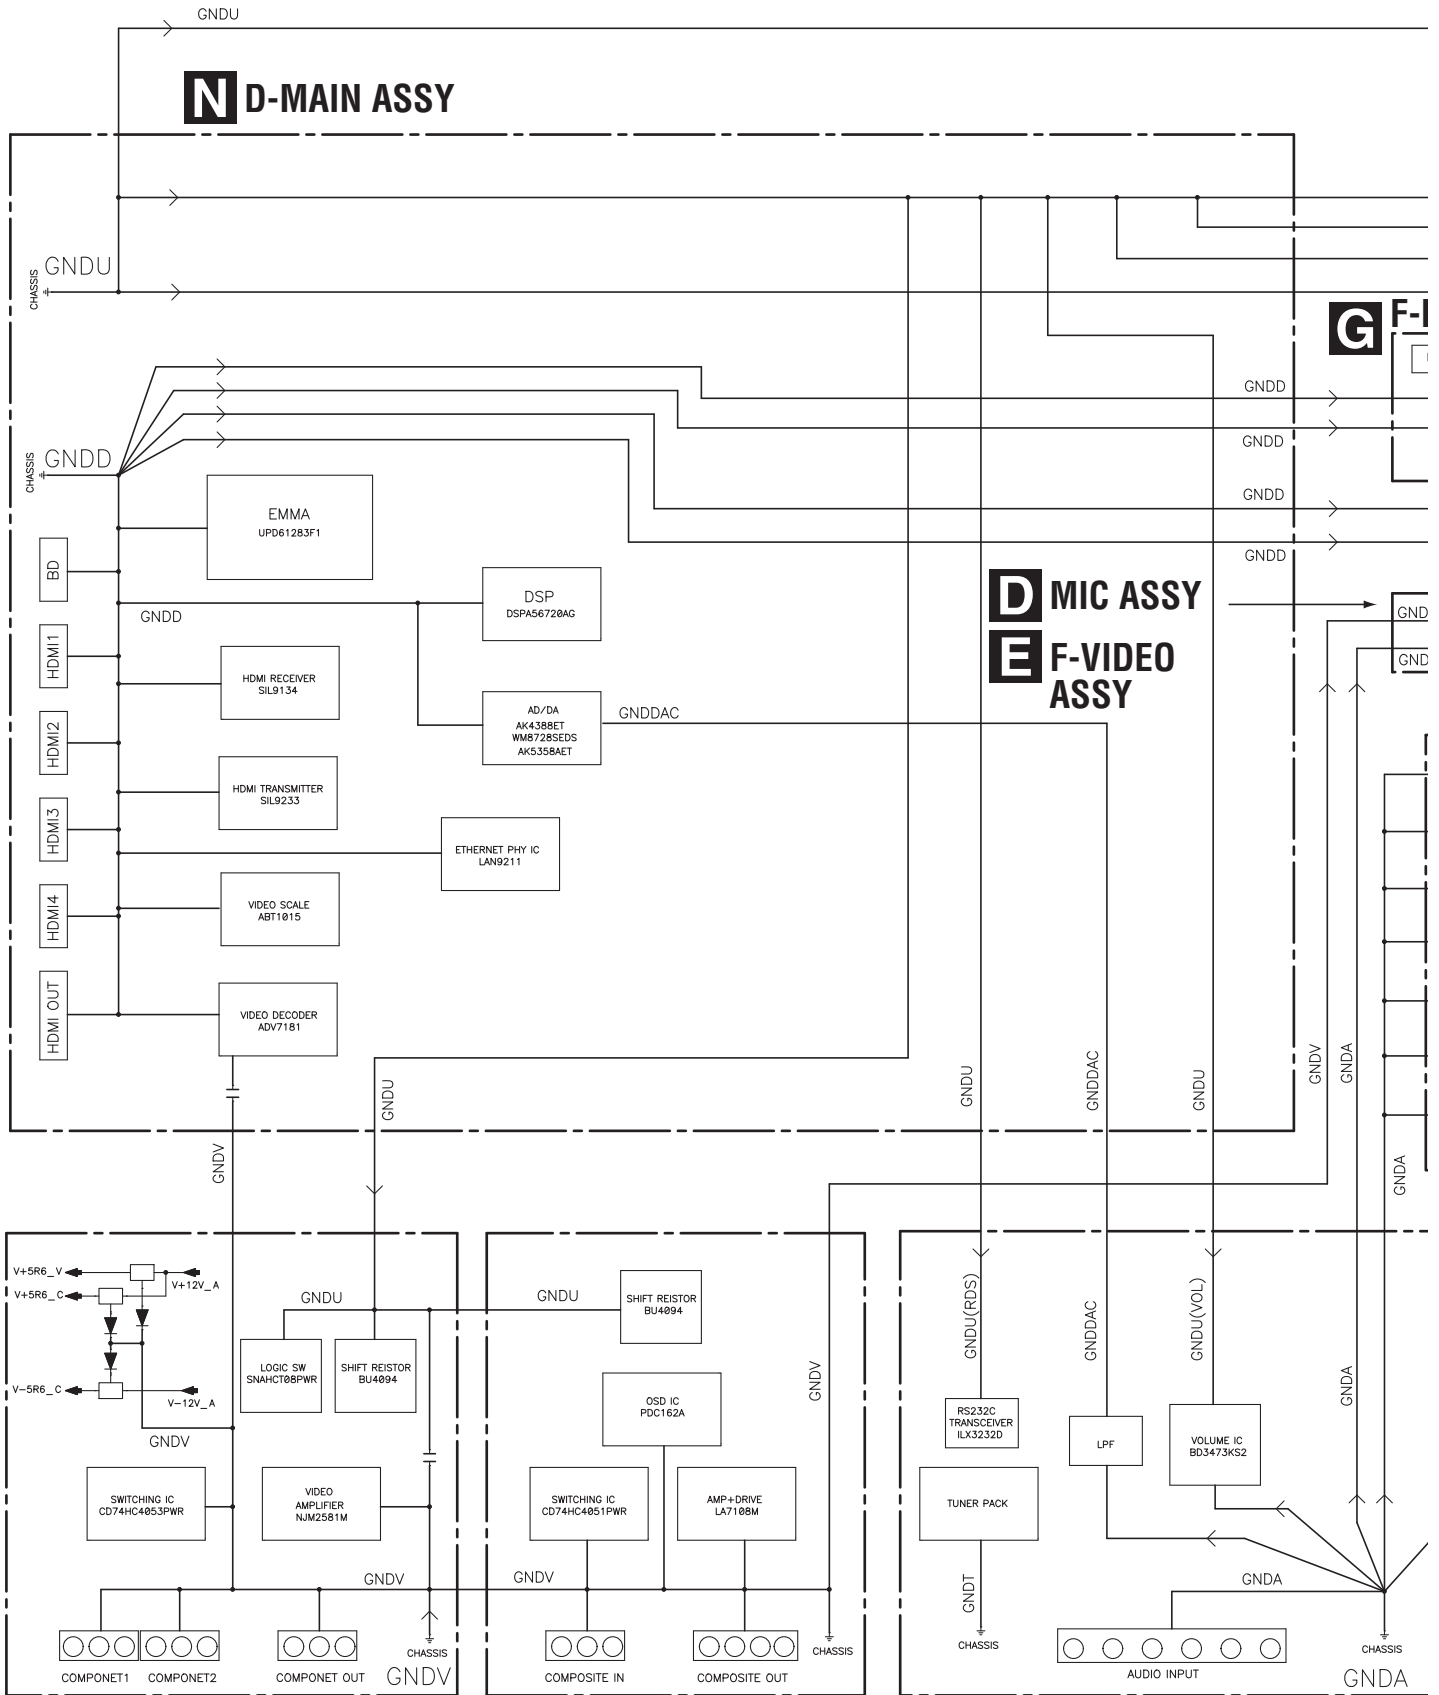 GNDU
N D-MAIN ASSY
GNDU
CHASSIS
G F-
GNDD
GNDD
GNDD
CHASSIS
GNDD
GNDD
EMMA
UPD61283F1
BD
DSP
DSPA56720AG
GNDD
D MIC ASSY
E F-VIDEO
ASSY
GND
GND
HDMI1
HDMI RECEIVER
SIL9134
AD/DA
AK4388ET
WM8728SEDS
AK5358AET
GNDDAC
HDMI2
HDMI TRANSMITTER
SIL9233
HDMI3
ETHERNET PHY IC
LAN9211
HDMI4
VIDEO SCALE
ABT1015
HDMI OUT
VIDEO DECODER
ADV7181
GNDU
GNDU
GNDDAC
GNDU
GNDV
GNDA
GNDV
GNDA
V+5R6_V
V+12V_A
V+5R6_C
V-5R6_C
V-12V_A
GNDV
GNDU
LOGIC SW
SNAHCT08PWR
SHIFT REISTOR
BU4094
GNDU
SHIFT REISTOR
BU4094
OSD IC
PDC162A
GNDV
GNDU(RDS)
GNDDAC
GNDU(VOL)
GNDA
RS232C
TRANSCEIVER
ILX3232D
LPF
VOLUME IC
BD3473KS2
SWITCHING IC
CD74HC4053PWR
VIDEO
AMPLIFIER
NJM2581M
SWITCHING IC
CD74HC4051PWR
AMP+DRIVE
LA7108M
TUNER PACK
GNDV
GNDV
GNDT
GNDA
COMPONET1
COMPONET2
COMPONET OUT
CHASSIS
GNDV
COMPOSITE IN
COMPOSITE OUT
CHASSIS
CHASSIS
AUDIO INPUT
CHASSIS
GNDA